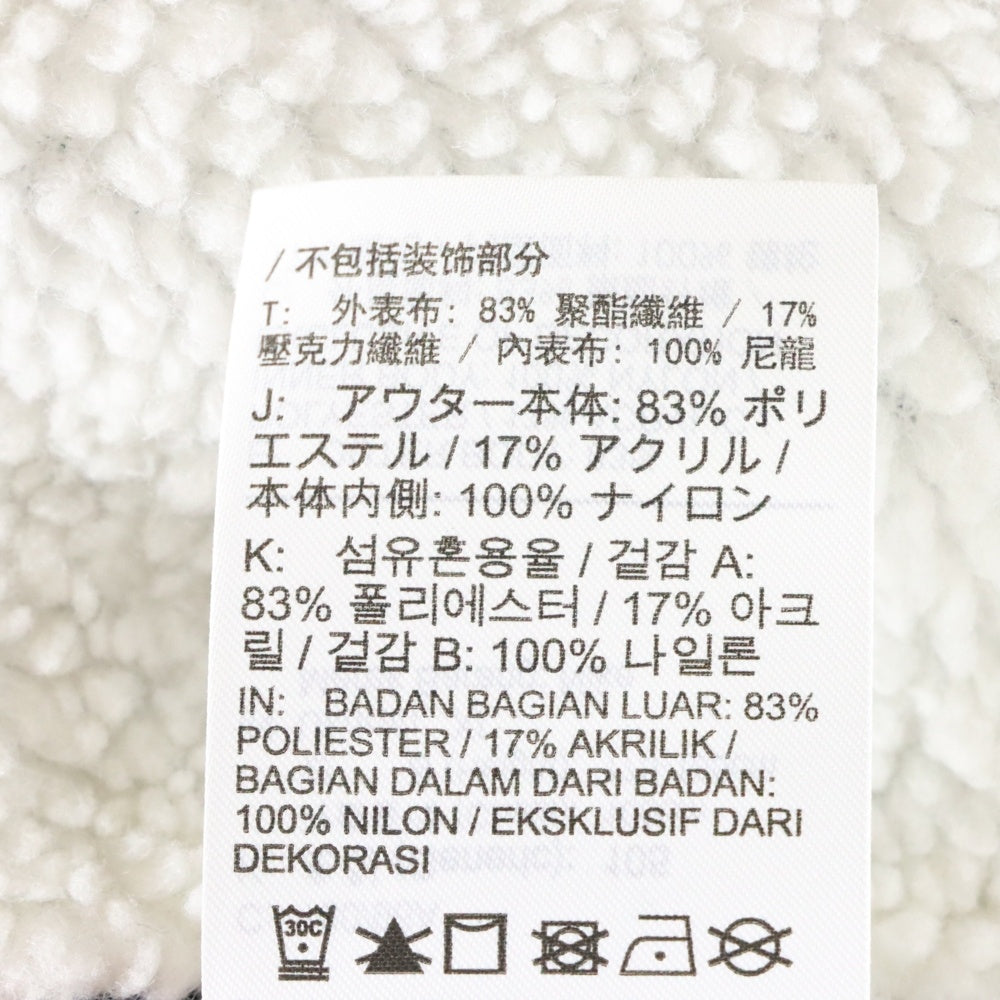 / 不包括装饰部分
T: 外表布: 83% 聚酯纖維 / 17%
壓克力纖維 / 內表布: 100% 尼龍
J: アウター本体: 83% ポリ
エステル / 17% アクリル /
本体内側: 100% ナイロン
K: 섬유혼용율 / 겉감 A:
83% 폴리에스터 / 17% 아크
릴 / 겉감 B: 100% 나일론
IN: BADAN BAGIAN LUAR: 83%
POLIESTER / 17% AKRILIK /
BAGIAN DALAM DARI BADAN:
100% NILON / EKSKLUSIF DARI
DEKORASI
30C